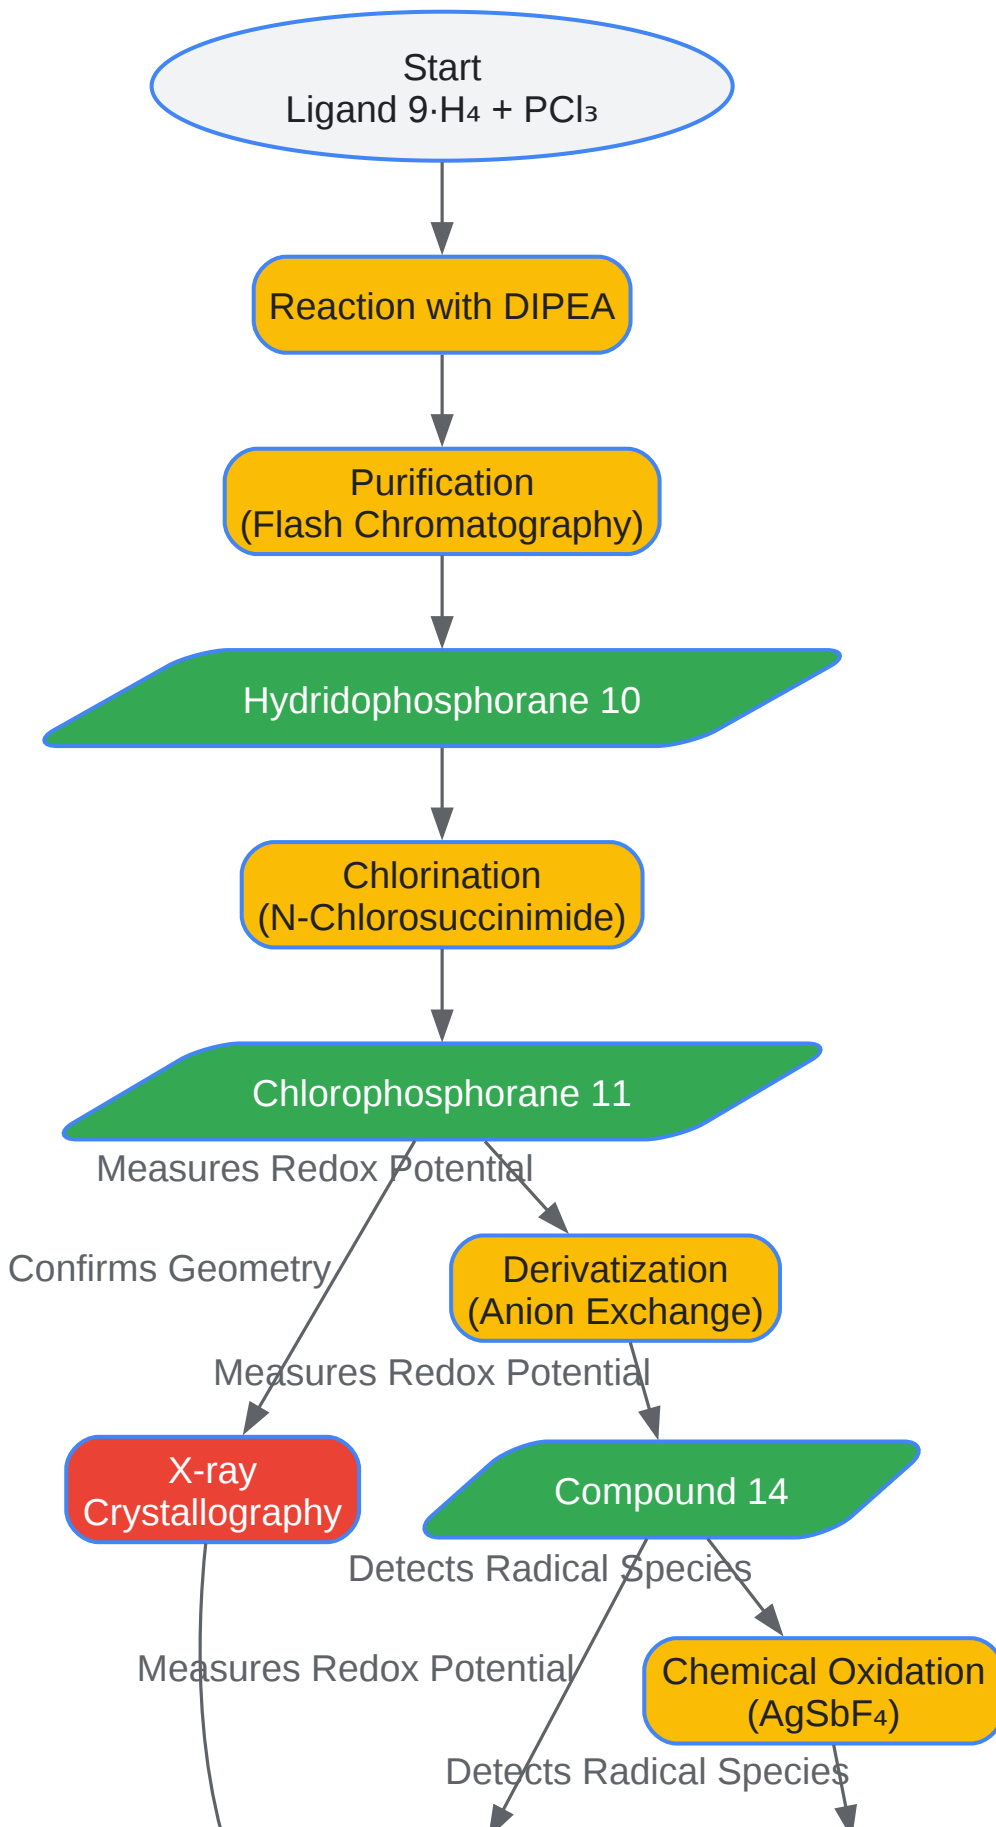 Start
Ligand 9·H₄ + PCl₃
Reaction with DIPEA
Purification
(Flash Chromatography)
Hydridophosphorane 10
Chlorination
(N-Chlorosuccinimide)
Chlorophosphorane 11
Measures Redox Potential
Confirms Geometry
Derivatization
(Anion Exchange)
Measures Redox Potential
X-ray
Crystallography
Compound 14
Detects Radical Species
Measures Redox Potential
Chemical Oxidation
(AgSbF₄)
Detects Radical Species